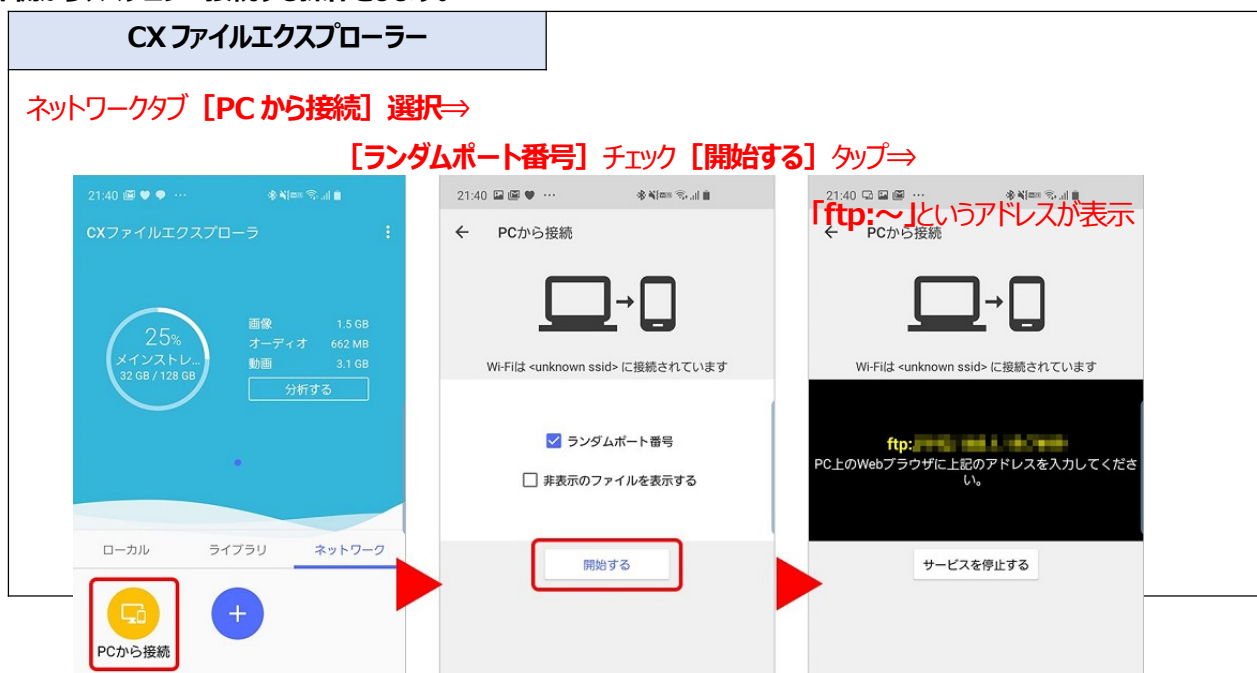 CXファイルエクスプローラー
ネットワークタブ［PCから接続］選択⇒
［ランダムポート番号］チェック［開始する］タップ⇒
「ftp:～」というアドレスが表示
21:40
CXファイルエクスプローラ
25%
メインストレ...
32 GB / 128 GB
画像 1.5 GB
オーディオ 662 MB
動画 3.1 GB
分析する
ローカル ライブラリ ネットワーク
PCから接続
21:40
PCから接続
Wi-Fiは <unknown ssid> に接続されています
ランダムポート番号
非表示のファイルを表示する
開始する
21:40
PCから接続
Wi-Fiは <unknown ssid> に接続されています
ftp:
PC上のWebブラウザに上記のアドレスを入力してくださ
い。
サービスを停止する